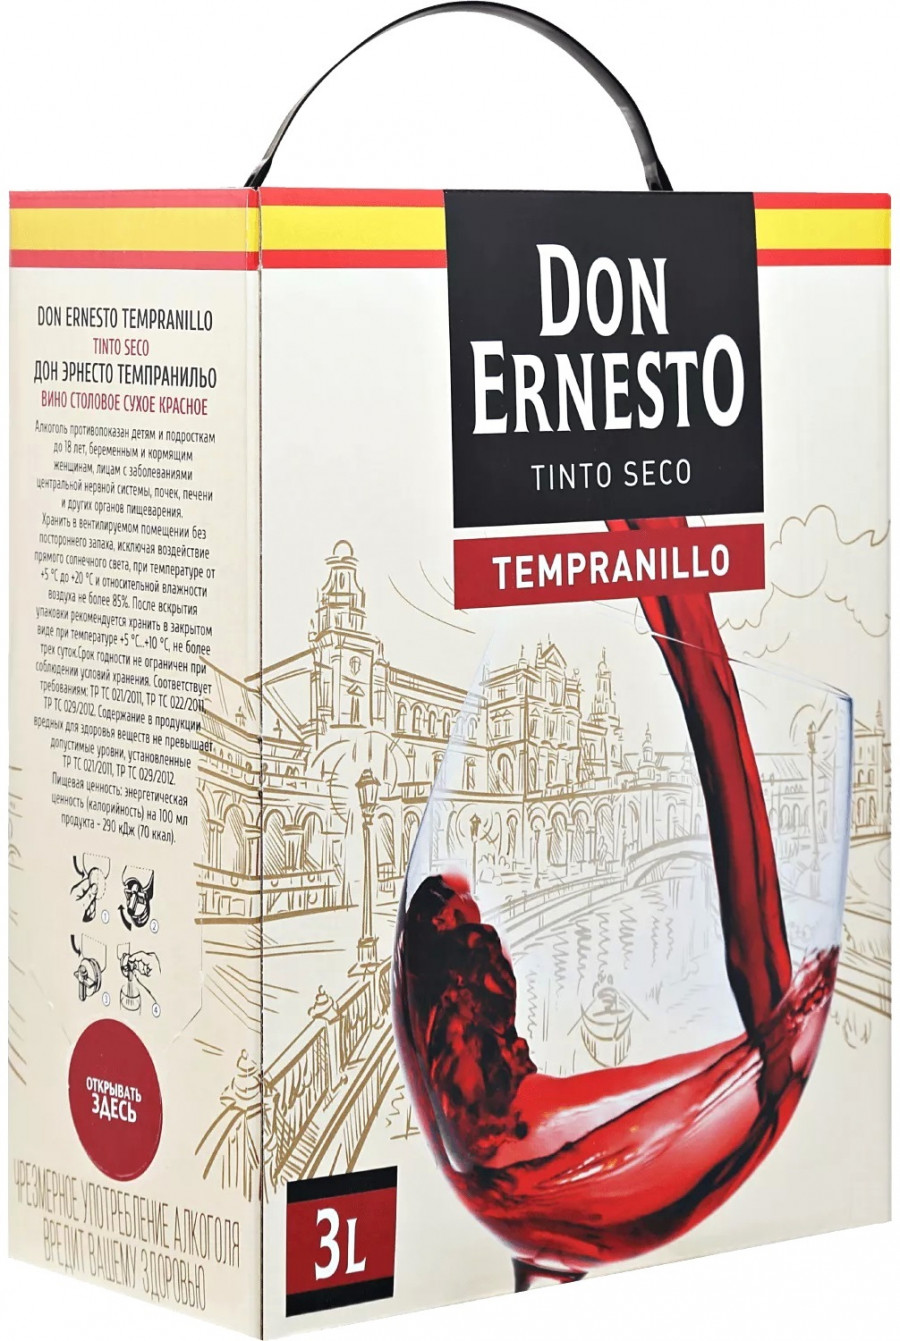 DON ERNESTO TEMPRANILLO
TINTO SECO
ДОН ЭРНЕСТО ТЕМПРАНИЛЬО
ВИНО СТОЛОВОЕ СУХОЕ КРАСНОЕ
Алкоголь противопоказан детям и подросткам
до 18 лет, беременным и кормящим
женщинам, лицам с заболеваниями
центральной нервной системы, почек, печени
и других органов пищеварения.
Хранить в вентилируемом помещении без
постороннего запаха, исключая воздействие
прямого солнечного света, при температуре от
+5 °C до +20 °C и относительной влажности
воздуха не более 85%. После вскрытия
упаковки рекомендуется хранить в закрытом
виде при температуре +5 °C...+10 °C, не более
трех суток.Срок годности не ограничен при
соблюдении условий хранения. Соответствует
требованиям: ТР ТС 021/2011, ТР ТС 022/2011,
ТР ТС 029/2012. Содержание в продукции
вредных для здоровья веществ не превышает
допустимые уровни, установленные
ТР ТС 021/2011, ТР ТС 029/2012.
Пищевая ценность: энергетическая
ценность (калорийность) на 100 мл
продукта - 290 кДж (70 ккал).
1
2
3
4
ОТКРЫВАТЬ
ЗДЕСЬ
ЧРЕЗМЕРНОЕ УПОТРЕБЛЕНИЕ АЛКОГОЛЯ
ВРЕДИТ ВАШЕМУ ЗДОРОВЬЮ
DON
ERNESTO
TINTO SECO
TEMPRANILLO
3L